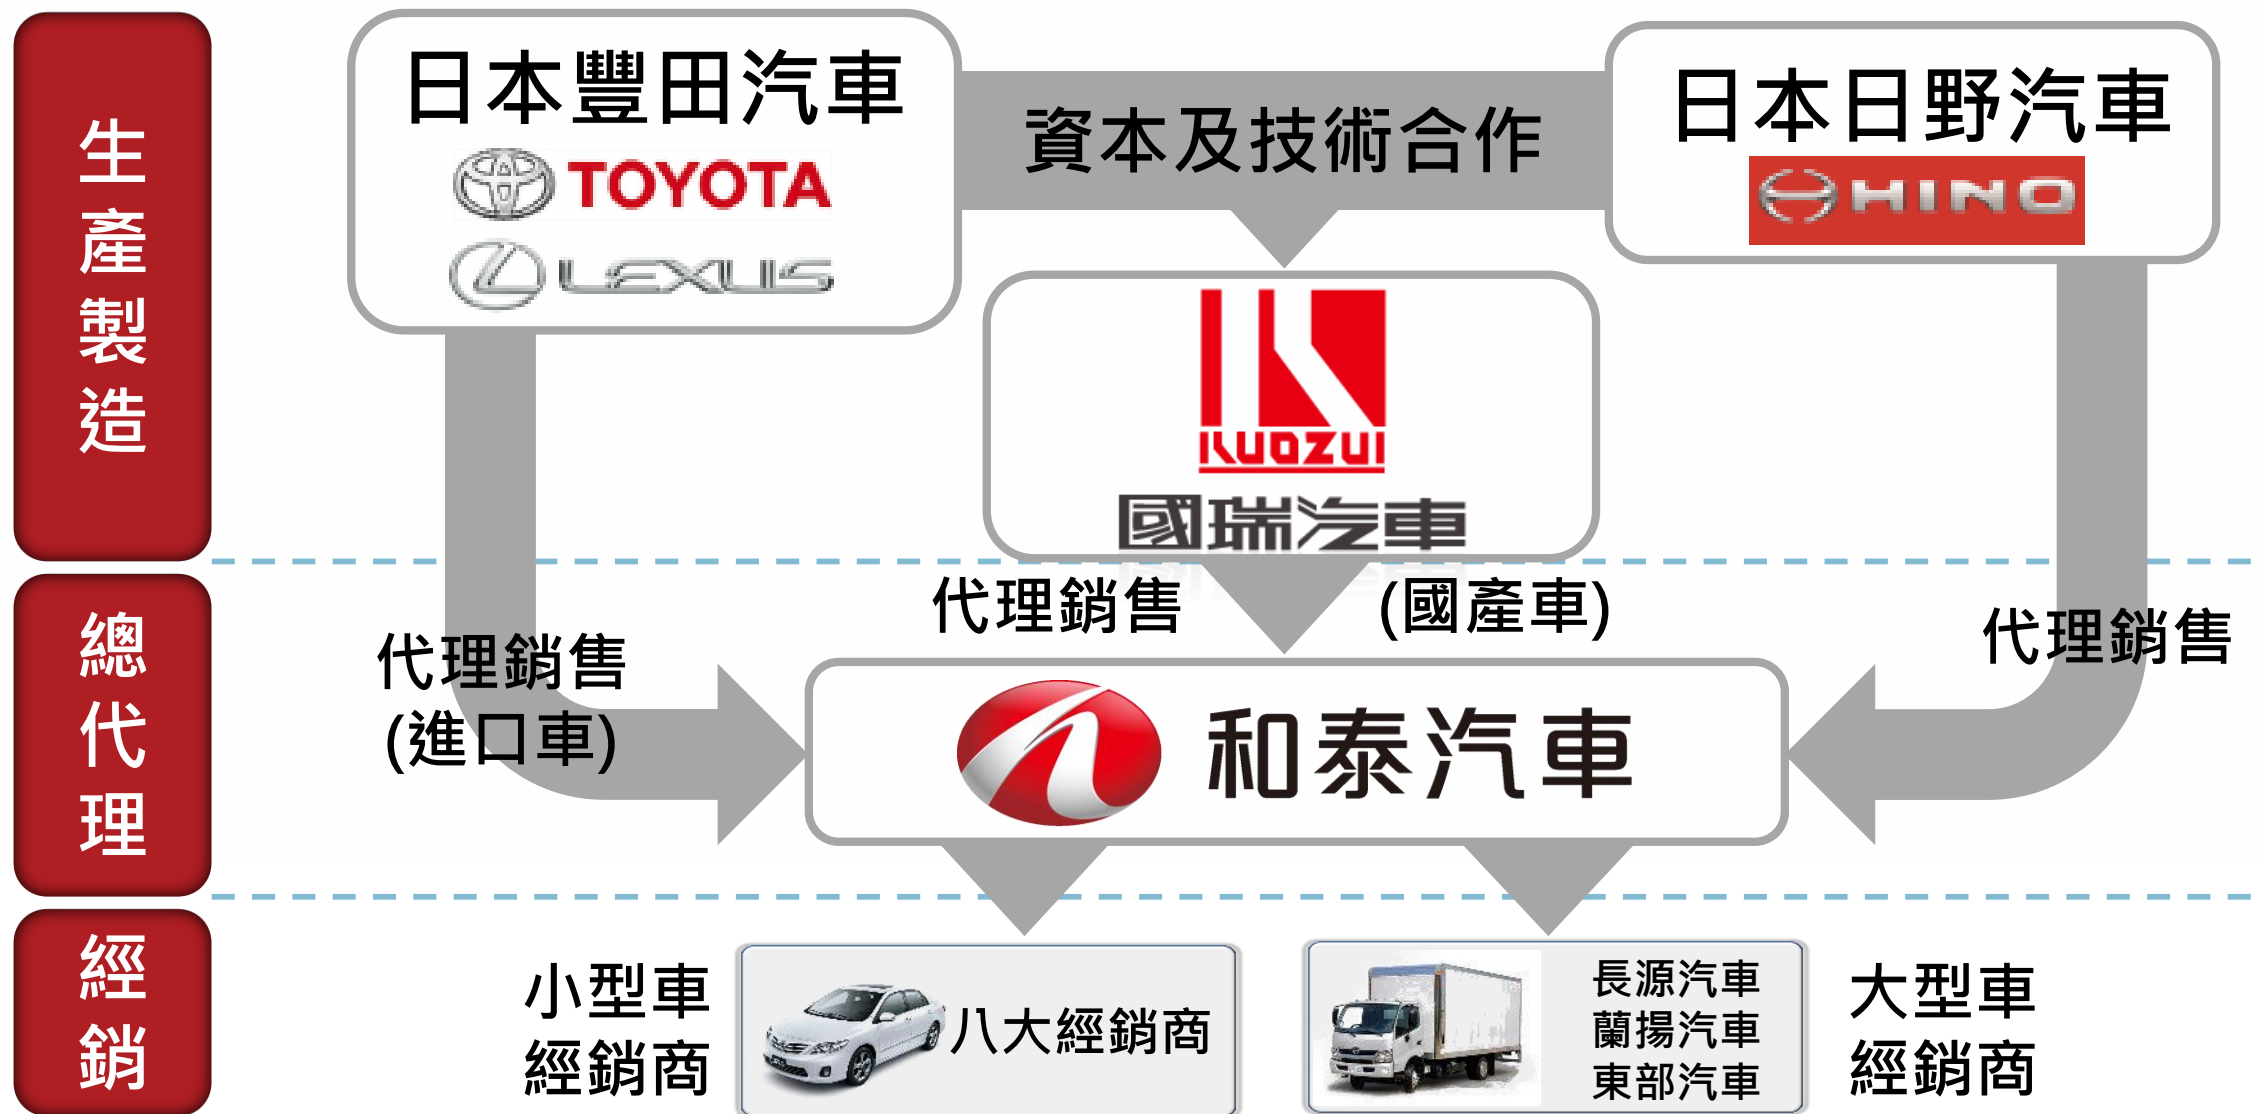 生產製造
日本豐田汽車
TOYOTA
LEXUS
資本及技術合作
日本日野汽車
HINO
KUOZUI
國瑞汽車
總代理
代理銷售
(國產車)
代理銷售
(進口車)
代理銷售
和泰汽車
經銷
小型車
經銷商
八大經銷商
長源汽車
蘭揚汽車
東部汽車
大型車
經銷商